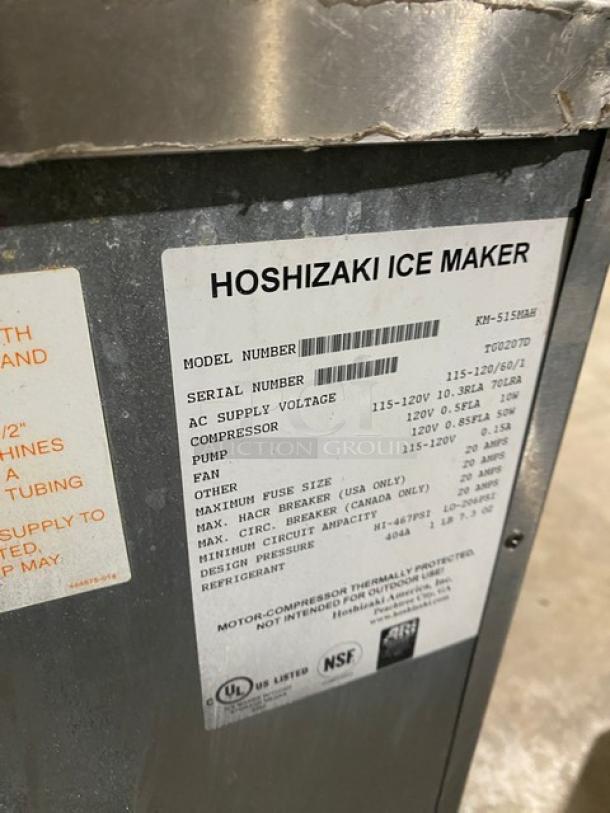 HOSHIZAKI ICE MAKER
MODEL NUMBER KM-515MAH
SERIAL NUMBER TG0207D
AC SUPPLY VOLTAGE 115-120/60/1
COMPRESSOR 115-120V 10.3RLA 70LRA
PUMP 120V 0.5FLA 10W
FAN 120V 0.85FLA 50W
OTHER 115-120V 0.15A
MAXIMUM FUSE SIZE 20 AMPS
MAX. HACR BREAKER (USA ONLY) 20 AMPS
MAX. CIRC. BREAKER (CANADA ONLY) 20 AMPS
MINIMUM CIRCUIT AMPACITY 20 AMPS
DESIGN PRESSURE HI-467PSI LO-206PSI
REFRIGERANT 404A 1 LB 7.3 OZ
MOTOR-COMPRESSOR THERMALLY PROTECTED.
NOT INTENDED FOR OUTDOOR USE!
Hoshizaki America, Inc.
Peachtree City, GA
www.hoshizaki.com
C UL US LISTED
NSF
ARI
TH
AND
/2"
HINES
A
TUBING
SUPPLY TO
TED.
P MAY
AUCTION GROUP